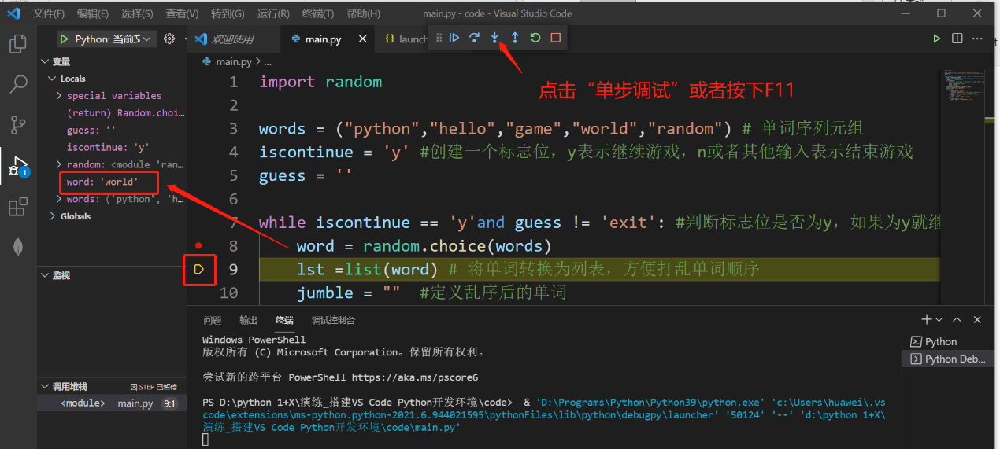 文件(F) 编辑(E) 选择(S) 查看(V) 转到(G) 运行(R) 终端(T) 帮助(H) main.py - code - Visual Studio Code
Python: 当前文
欢迎使用 main.py launch
main.py > ...
变量
Locals
special variables
(return) Random.choi…
guess: ''
iscontinue: 'y'
random: <module 'ran…
word: 'world'
words: ('python', 'h…
Globals
监视
调用堆栈 因 STEP 已暂停
<module> main.py 9:1
1
点击“单步调试”或者按下F11
1 import random
2
3 words = ("python","hello","game","world","random") # 单词序列元组
4 iscontinue = 'y' #创建一个标志位，y表示继续游戏，n或者其他输入表示结束游戏
5 guess = ''
6
7 while iscontinue == 'y'and guess != 'exit': #判断标志位是否为y，如果为y就继
8 word = random.choice(words)
9 lst =list(word) # 将单词转换为列表，方便打乱单词顺序
10 jumble = "" #定义乱序后的单词
问题 输出 终端 调试控制台
Windows PowerShell
版权所有 (C) Microsoft Corporation。保留所有权利。
尝试新的跨平台 PowerShell https://aka.ms/pscore6
PS D:\python 1+X\演练_搭建VS Code Python开发环境\code> & 'D:\Programs\Python\Python39\python.exe' 'c:\Users\huawei\.vs
code\extensions\ms-python.python-2021.6.944021595\pythonFiles\lib\python\debugpy\launcher' '50124' '--' 'd:\python 1+X\
演练_搭建VS Code Python开发环境\code\main.py'
Python
Python Deb...